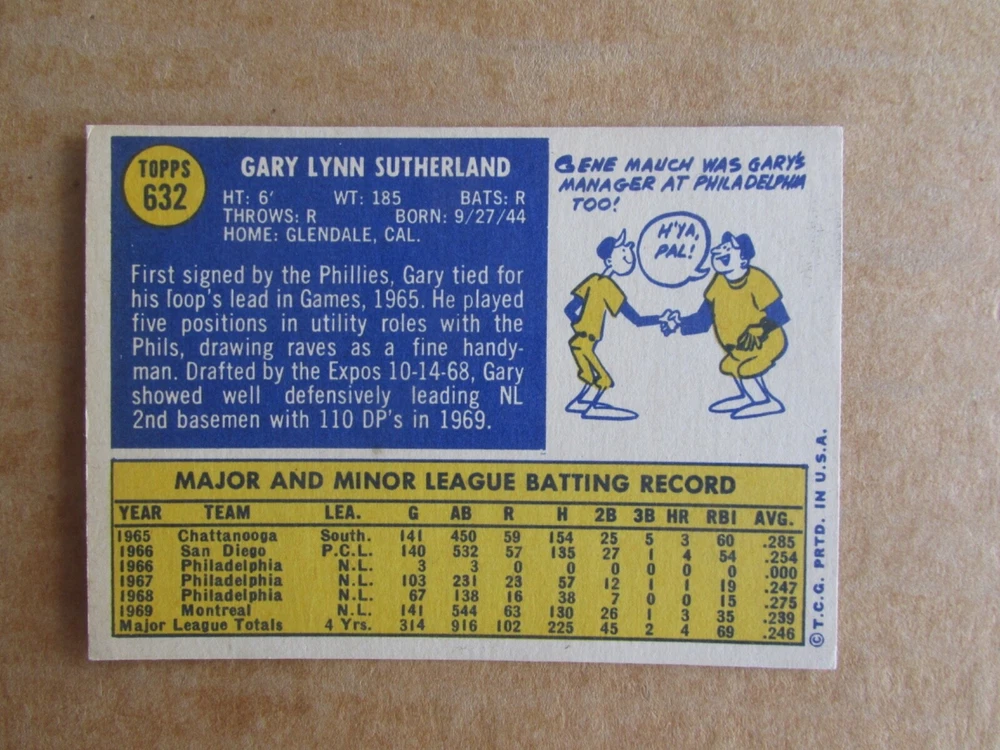 TOPPS
632
GARY LYNN SUTHERLAND
HT: 6' WT: 185 BATS: R
THROWS: R BORN: 9/27/44
HOME: GLENDALE, CAL.
First signed by the Phillies, Gary tied for
his loop's lead in Games, 1965. He played
five positions in utility roles with the
Phils, drawing raves as a fine handy-
man. Drafted by the Expos 10-14-68, Gary
showed well defensively leading NL
2nd basemen with 110 DP's in 1969.
GENE MAUCH WAS GARY'S
MANAGER AT PHILADELPHIA
TOO!
H'YA,
PAL!
MAJOR AND MINOR LEAGUE BATTING RECORD
YEAR TEAM LEA. G AB R H 2B 3B HR RBI AVG.
1965 Chattanooga South. 141 450 59 154 25 5 3 60 .285
1966 San Diego P.C.L. 140 532 57 135 27 1 4 54 .254
1966 Philadelphia N.L. 3 3 0 0 0 0 0 0 .000
1967 Philadelphia N.L. 103 231 23 57 12 1 1 19 .247
1968 Philadelphia N.L. 67 138 16 38 7 0 0 15 .275
1969 Montreal N.L. 141 544 63 130 26 1 3 35 .239
Major League Totals 4 Yrs. 314 916 102 225 45 2 4 69 .246
© T.C.G. PRTD. IN U.S.A.